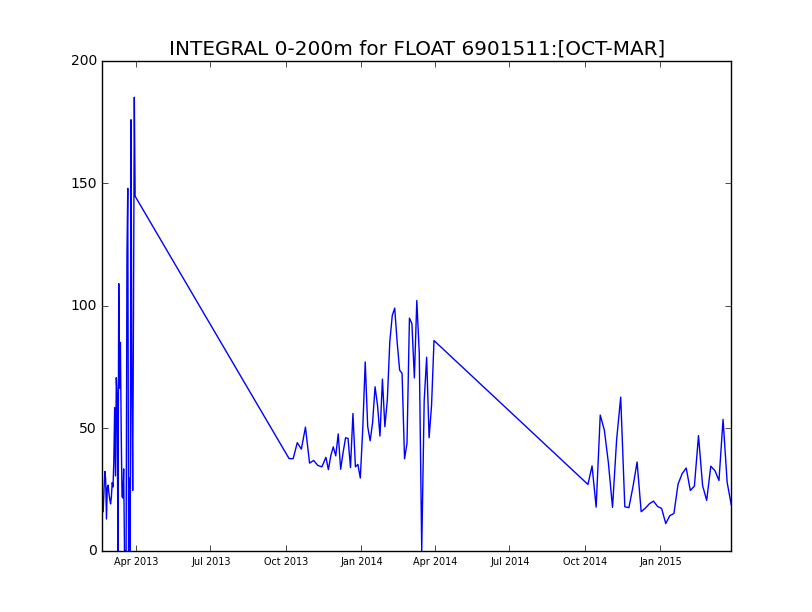 INTEGRAL 0-200m for FLOAT 6901511:[OCT-MAR]
200
150
100
50
0
Apr 2013 Jul 2013 Oct 2013 Jan 2014 Apr 2014 Jul 2014 Oct 2014 Jan 2015